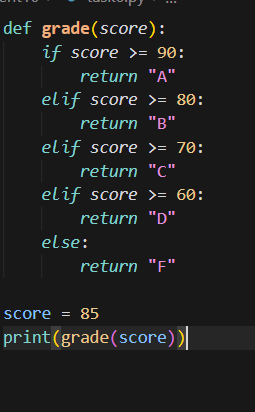 def grade(score):
    if score >= 90:
        return "A"
    elif score >= 80:
        return "B"
    elif score >= 70:
        return "C"
    elif score >= 60:
        return "D"
    else:
        return "F"

score = 85
print(grade(score))